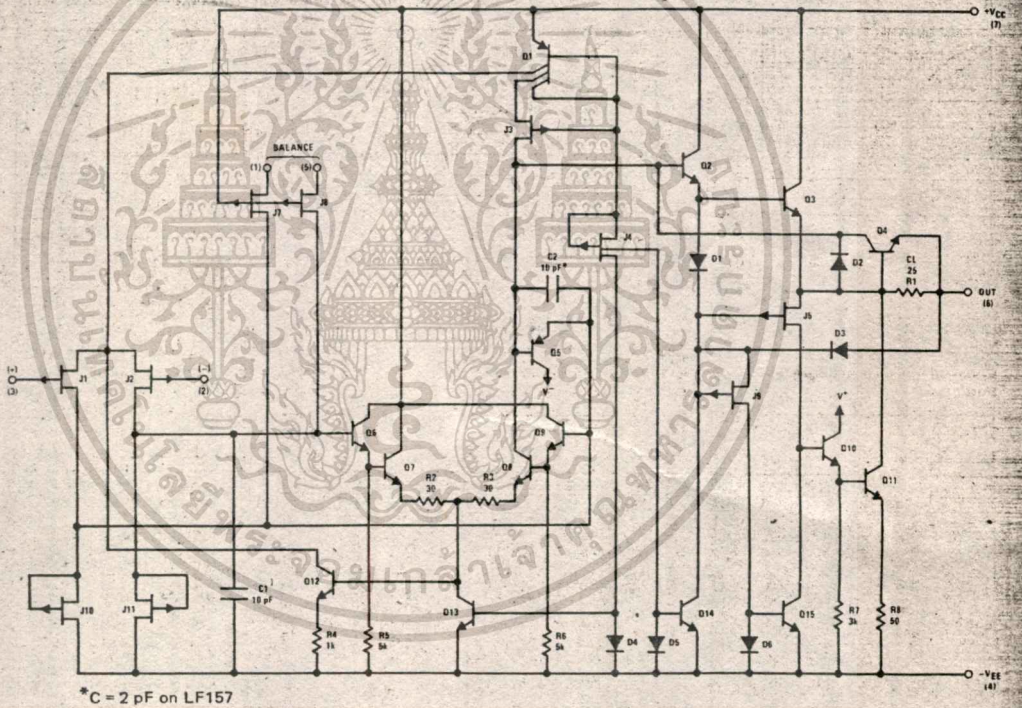 +VCC
(7)
Q1
J3
BALANCE
(1)
(5)
J7
J8
Q2
Q3
J4
D1
D2
Q4
CL
25
R1
OUT
(6)
C2
10 pF*
J5
D3
Q5
V-
J6
(+)
(3)
J1
J2
(-)
(2)
V+
Q6
Q7
R2
30
R3
30
Q8
Q9
Q10
Q11
J10
J11
C1
10 pF
Q12
R4
1k
R5
5k
Q13
R6
5k
D4
D5
Q14
D6
Q15
R7
3k
R8
50
-VEE
(4)
*C = 2 pF on LF157